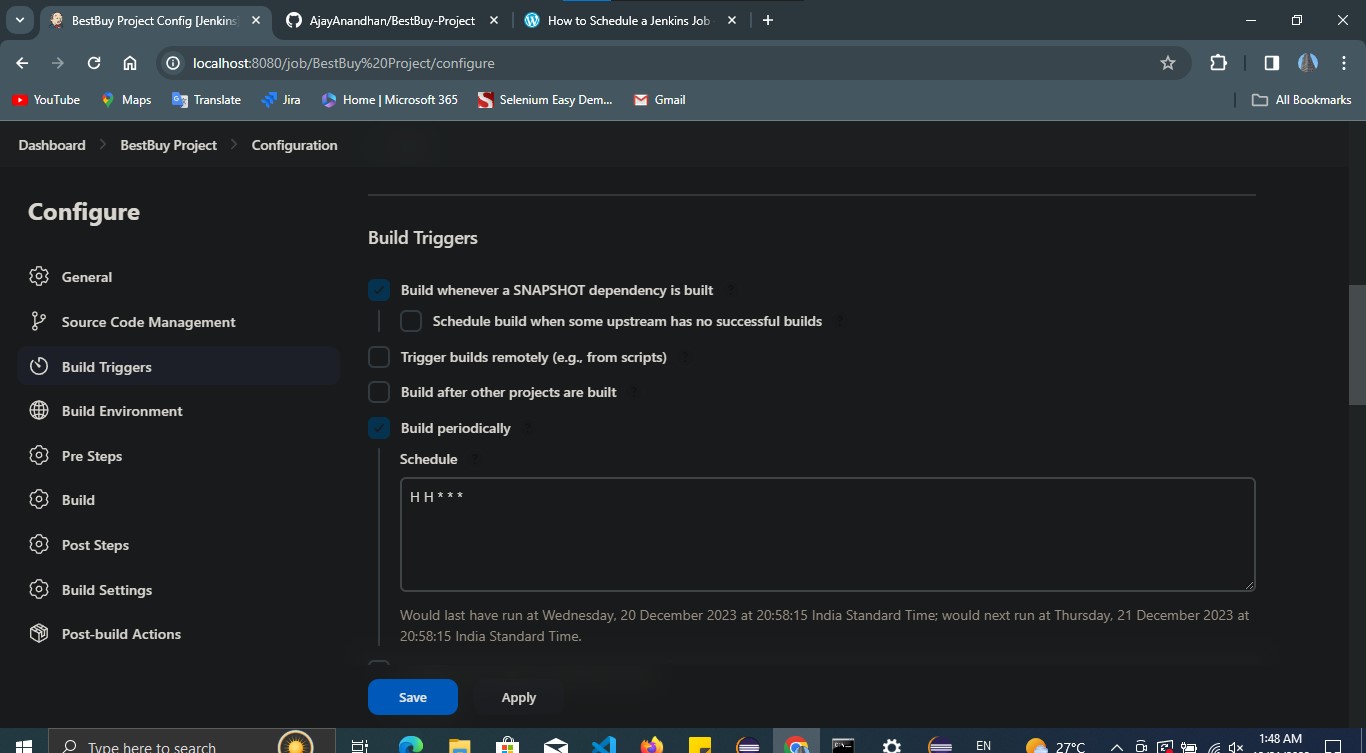 BestBuy Project Config [Jenkins
AjayAnandhan/BestBuy-Project
How to Schedule a Jenkins Job
localhost:8080/job/BestBuy%20Project/configure
YouTube
Maps
Translate
Jira
Home | Microsoft 365
Selenium Easy Dem...
Gmail
All Bookmarks
Dashboard
BestBuy Project
Configuration
Configure
General
Source Code Management
Build Triggers
Build Environment
Pre Steps
Build
Post Steps
Build Settings
Post-build Actions
Build Triggers
Build whenever a SNAPSHOT dependency is built ?
Schedule build when some upstream has no successful builds ?
Trigger builds remotely (e.g., from scripts) ?
Build after other projects are built ?
Build periodically ?
Schedule ?
H H * * *
Would last have run at Wednesday, 20 December 2023 at 20:58:15 India Standard Time; would next run at Thursday, 21 December 2023 at
20:58:15 India Standard Time.
Save
Apply
Type here to search
EN
27°C
1:48 AM